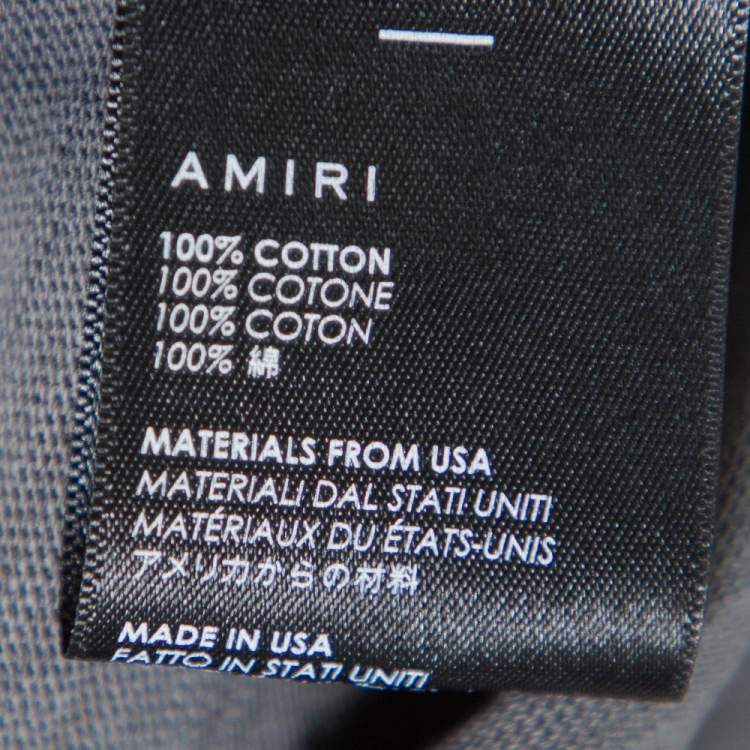 AMIRI
100% COTTON
100% COTONE
100% COTON
100% 綿
MATERIALS FROM USA
MATERIALI DAL STATI UNITI
MATÉRIAUX DU ÉTATS-UNIS
アメリカからの材料
MADE IN USA
FATTO IN STATI UNITI